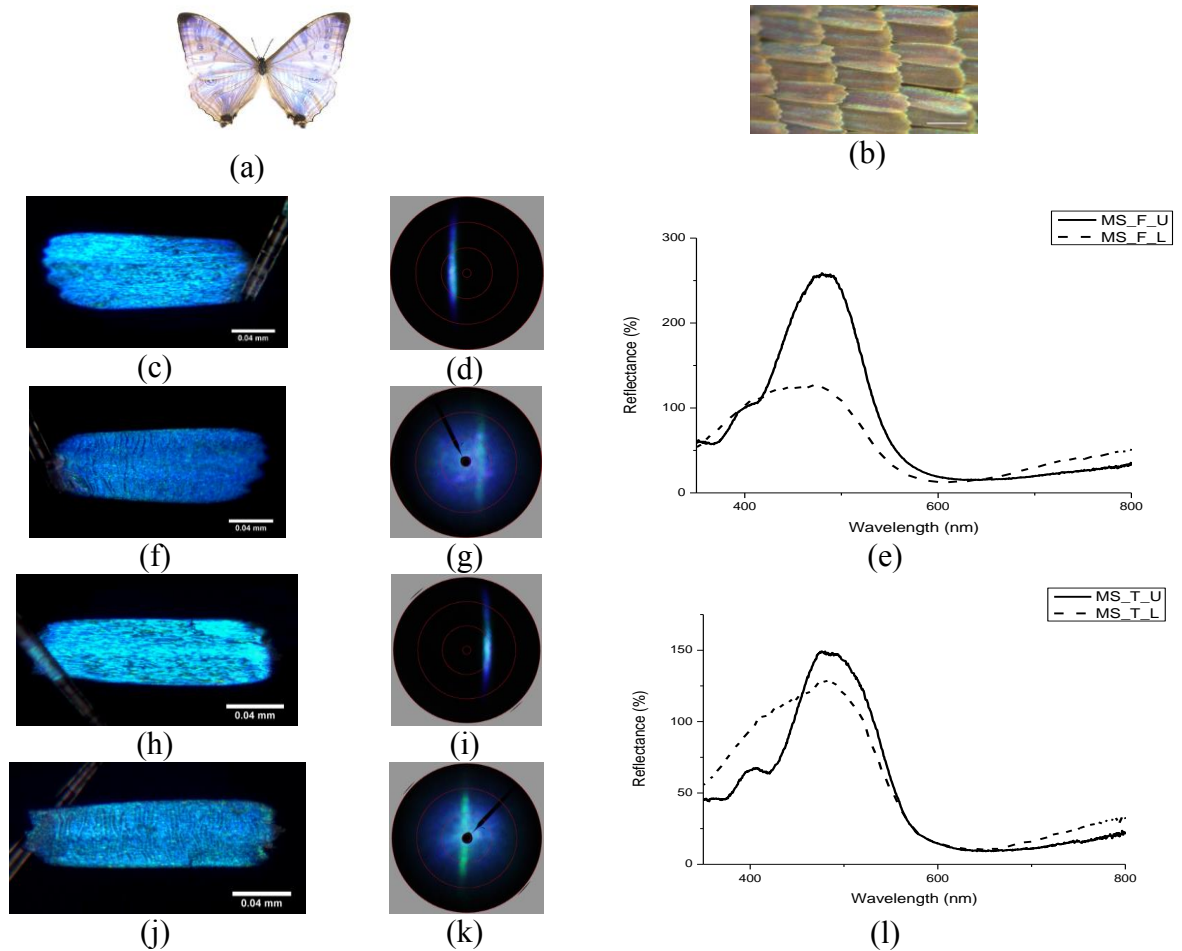 (a)
(b)
0.04 mm
(c)
(d)
MS_F_U
MS_F_L
300
200
100
0
Reflectance (%)
400
600
800
Wavelength (nm)
(e)
0.04 mm
(f)
(g)
0.04 mm
(h)
(i)
MS_T_U
MS_T_L
150
100
50
0
Reflectance (%)
400
600
800
Wavelength (nm)
(l)
0.04 mm
(j)
(k)